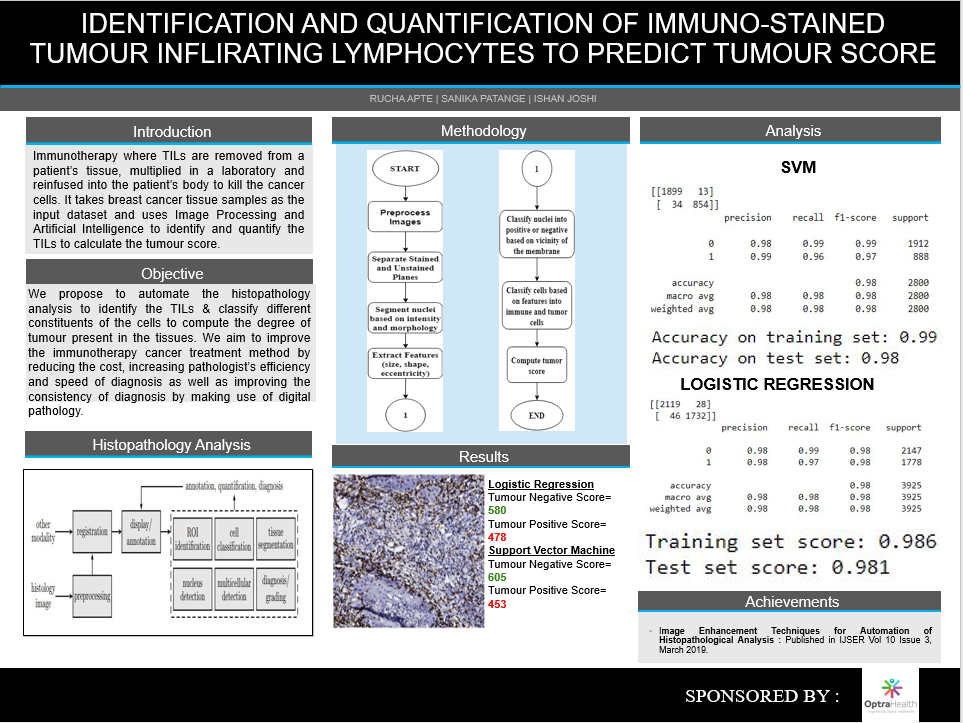 IDENTIFICATION AND QUANTIFICATION OF IMMUNO-STAINED
TUMOUR INFLIRATING LYMPHOCYTES TO PREDICT TUMOUR SCORE
RUCHA APTE | SANIKA PATANGE | ISHAN JOSHI
Introduction
Immunotherapy where TILs are removed from a
patient's tissue, multiplied in a laboratory and
reinfused into the patient's body to kill the cancer
cells. It takes breast cancer tissue samples as the
input dataset and uses Image Processing and
Artificial Intelligence to identify and quantify the
TILs to calculate the tumour score.
Objective
We propose to automate the histopathology
analysis to identify the TILs & classify different
constituents of the cells to compute the degree of
tumour present in the tissues. We aim to improve
the immunotherapy cancer treatment method by
reducing the cost, increasing pathologist's efficiency
and speed of diagnosis as well as improving the
consistency of diagnosis by making use of digital
pathology.
Histopathology Analysis
annotation, quantification, diagnosis
other
modality
registration
display/
annotation
ROI
identification
cell
classification
tissue
segmentation
histology
image
preprocessing
nucleus
detection
multicellular
detection
diagnosis/
grading
Methodology
START
Preprocess
Images
Separate Stained
and Unstained
Planes
Segment nuclei
based on intensity
and morphology
Extract Features
(size, shape,
eccentricity)
1
1
Classify nuclei into
positive or negative
based on vicinity of
the membrane
Classify cells based
on features into
immune and tumor
cells
Compute tumor
score
END
Results
Logistic Regression
Tumour Negative Score=
580
Tumour Positive Score=
478
Support Vector Machine
Tumour Negative Score=
605
Tumour Positive Score=
453
Analysis
SVM
[[1899 13]
[ 34 854]]
precision recall f1-score support
0 0.98 0.99 0.99 1912
1 0.99 0.96 0.97 888
accuracy 0.98 2800
macro avg 0.98 0.98 0.98 2800
weighted avg 0.98 0.98 0.98 2800
Accuracy on training set: 0.99
Accuracy on test set: 0.98
LOGISTIC REGRESSION
[[2119 28]
[ 46 1732]]
precision recall f1-score support
0 0.98 0.99 0.98 2147
1 0.98 0.97 0.98 1778
accuracy 0.98 3925
macro avg 0.98 0.98 0.98 3925
weighted avg 0.98 0.98 0.98 3925
Training set score: 0.986
Test set score: 0.981
Achievements
- Image Enhancement Techniques for Automation of
Histopathological Analysis : Published in IJSER Vol 10 Issue 3,
March 2019.
SPONSORED BY :
OptraHealth